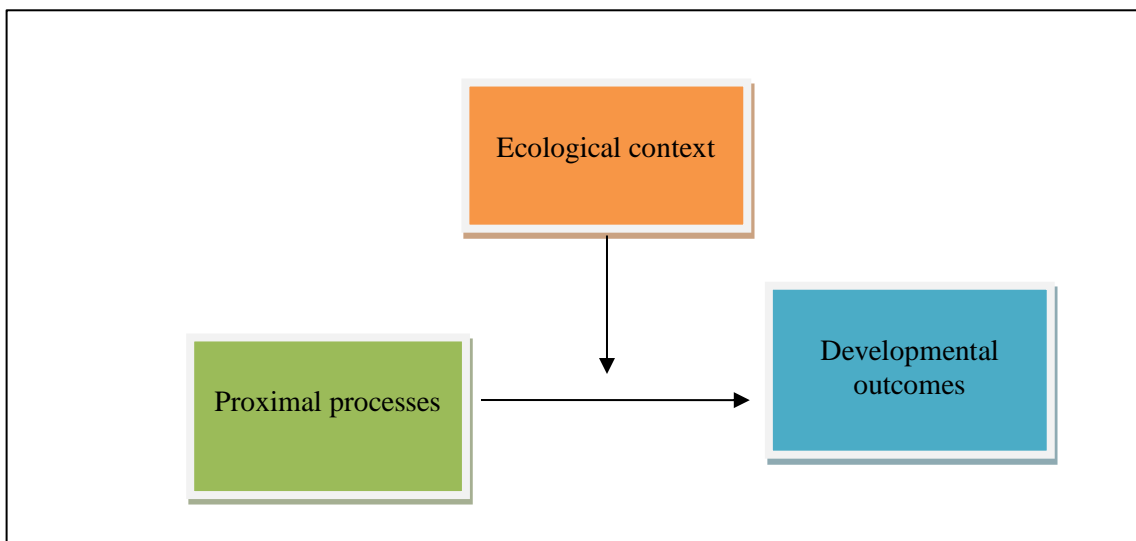 Ecological context
Developmental
outcomes
Proximal processes